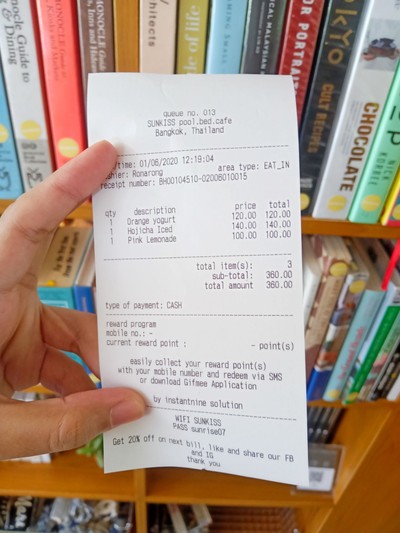 queue no. 013
SUNKISS pool.bed.cafe
Bangkok, Thailand
time: 01/06/2020 12:19:04
Ronarong
area type: EAT_IN
receipt number: BH00104510-02008010015
qty description price total
1 Orange yogurt 120.00 120.00
1 Hojicha Iced 140.00 140.00
1 Pink Lemonade 100.00 100.00
total item(s): 3
sub-total: 360.00
total amount 360.00
type of payment: CASH
reward program
mobile no.: -
current reward point : - point(s)
easily collect your reward point(s)
with your mobile number and redeem via SMS
or download Gifmee Application
by instantnine solution
WIFI SUNKISS
PASS sunrise07
Get 20% off on next bill, like and share our FB
and IG
thank you
MONOCLE
CULT RECIPES
CHOCOLATE
NICK